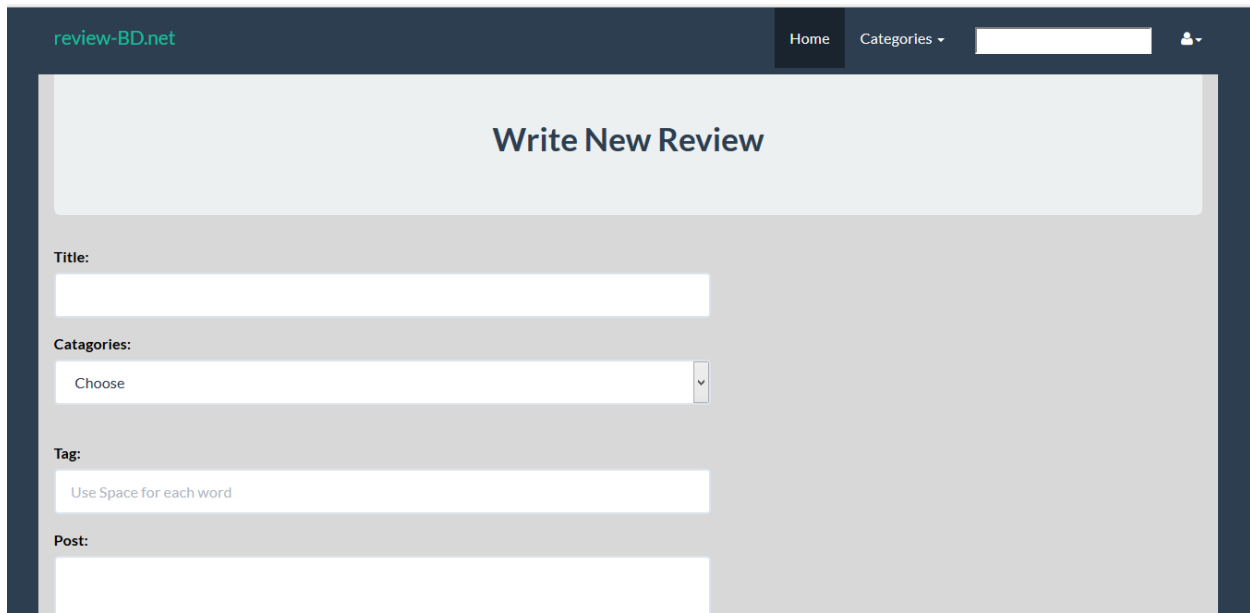 review-BD.net
Home
Categories
Write New Review
Title:
Catagories:
Choose
Tag:
Use Space for each word
Post: